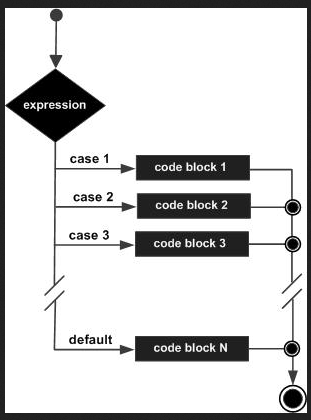 expression
case 1
code block 1
case 2
code block 2
case 3
code block 3
default
code block N